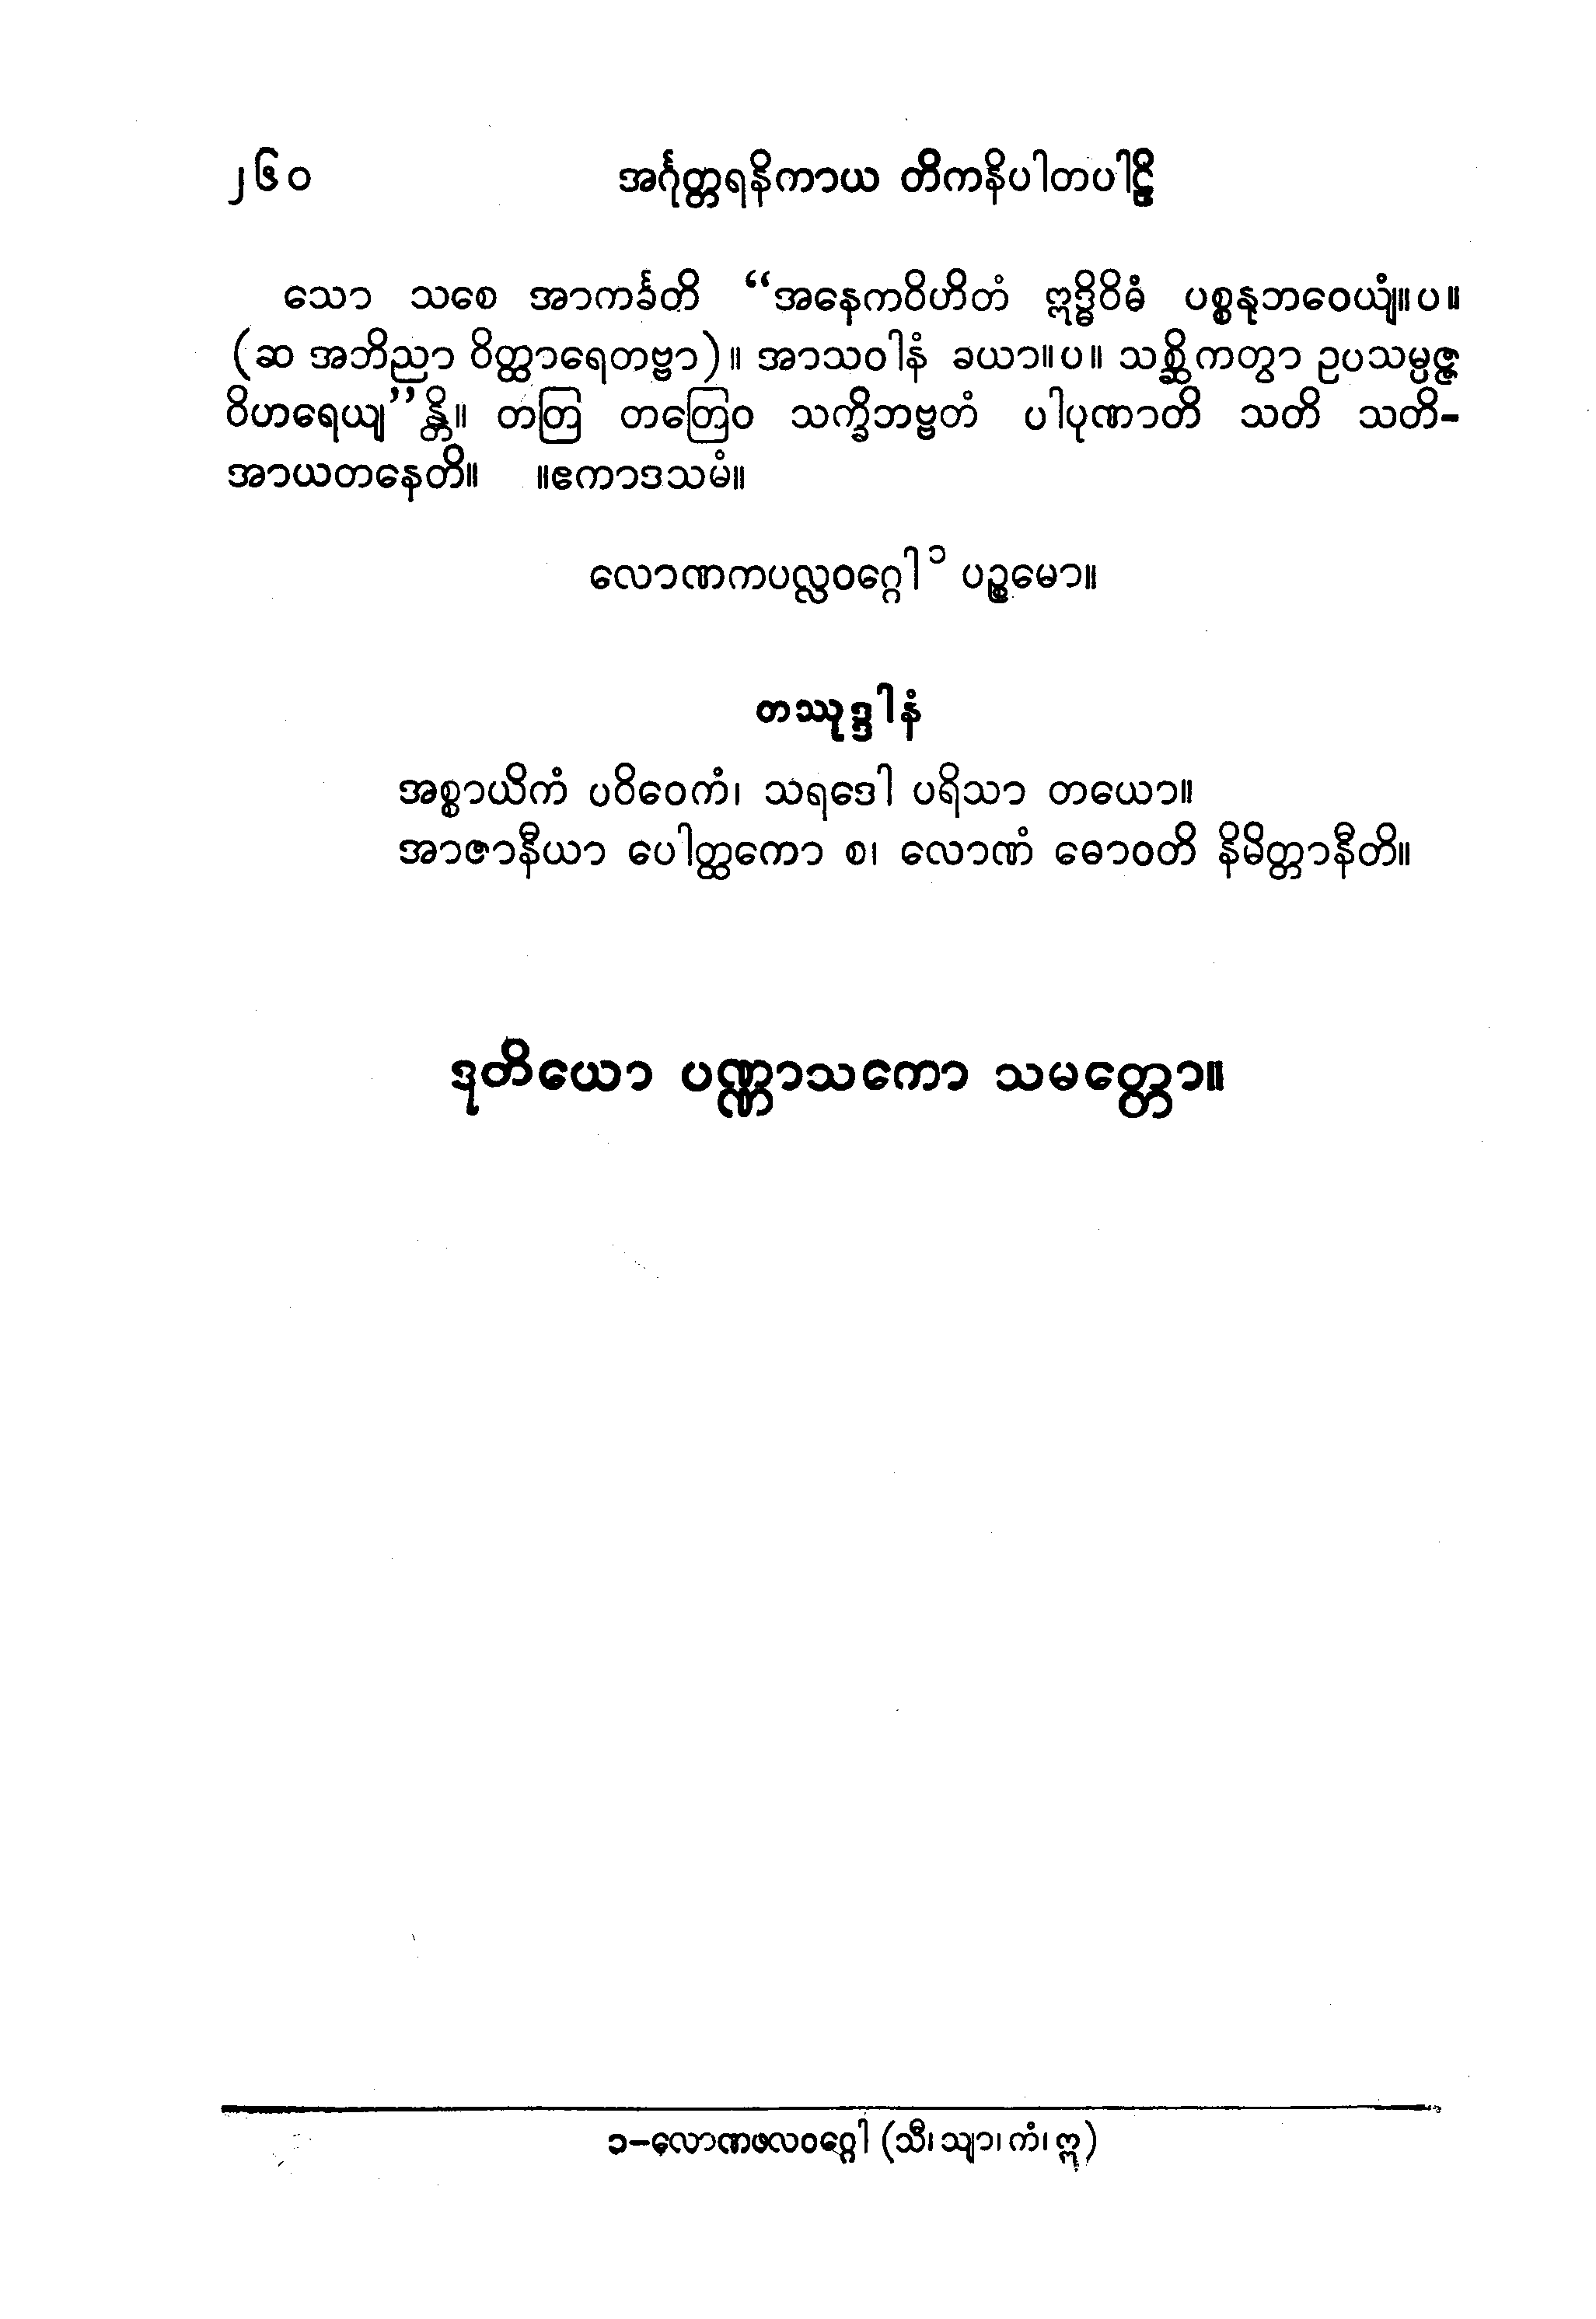 ၂၆၀ အင်္ဂုတ္တရနိကာယ တိကနိပါတပါဠိ
သော သစေ အာကင်္ခတိ “အနေကဝိဟိတံ ဣဒ္ဓိဝိဓံ ပစ္စနုဘဝေယျံ။ပ။
(ဆ အဘိညာ ဝိတ္ထာရေတဗ္ဗာ)။ အာသဝါနံ ခယာ။ပ။ သစ္ဆိကတွာ ဥပသမ္ပဇ္ဇ
ဝိဟရေယျ”န္တိ။ တတြ တတြေဝ သက္ခိဘဗ္ဗတံ ပါပုဏာတိ သတိ သတိ-
အာယတနေတိ။ ။ဧကာဒသမံ။
လောဏကပလ္လဝဂ္ဂေါ ၁ ပဉ္စမော။
တဿုဒ္ဒါနံ
အစ္စာယိကံ ပဝိဝေကံ၊ သရဒေါ ပရိသာ တယော။
အာဇာနီယာ ပေါတ္ထကော စ၊ လောဏံ ဓောဝတိ နိမိတ္တာနီတိ။
ဒုတိယော ပဏ္ဏာသကော သမတ္တော။
၁-လောဏဖလဝဂ္ဂေါ (သီ၊ သျာ၊ ကံ၊ ဣ)